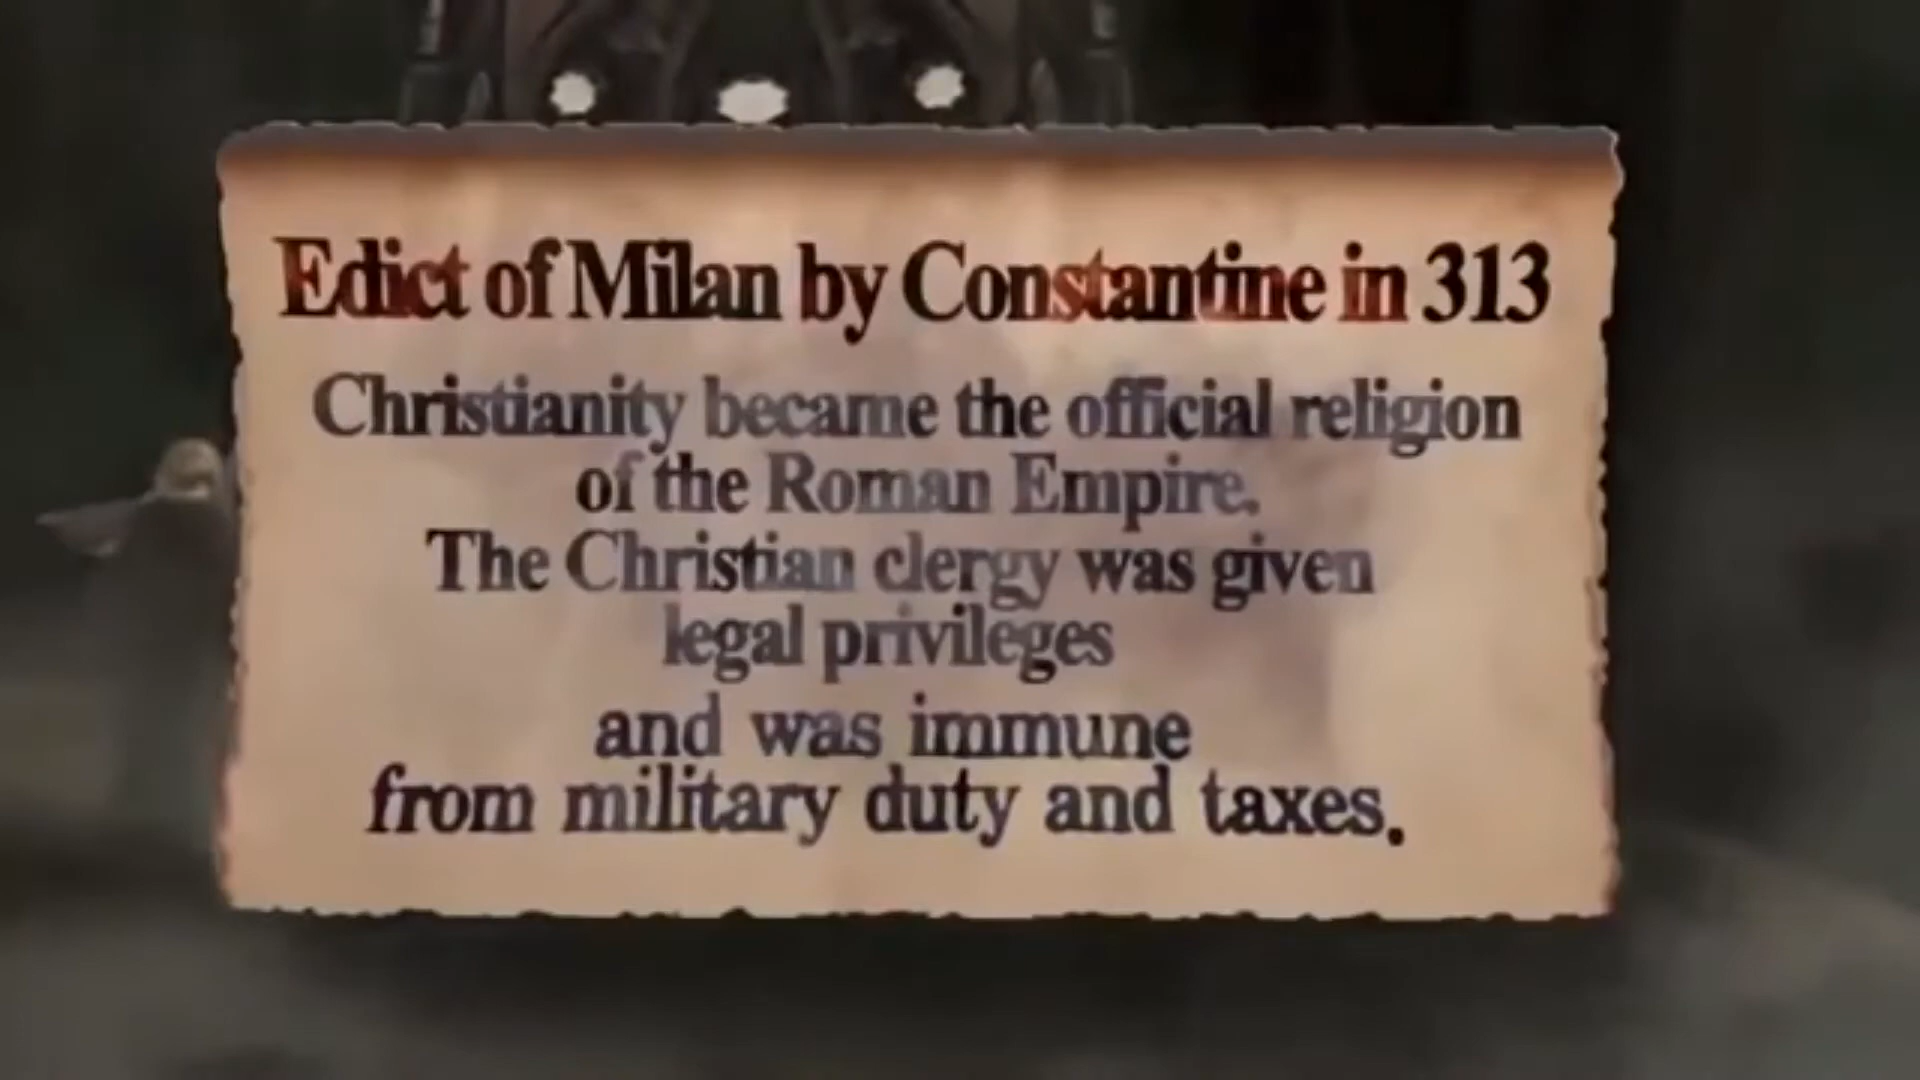 Edict of Milan by Constantine in 313
Christianity became the official religion
of the Roman Empire.
The Christian clergy was given
legal privileges
and was immune
from military duty and taxes.